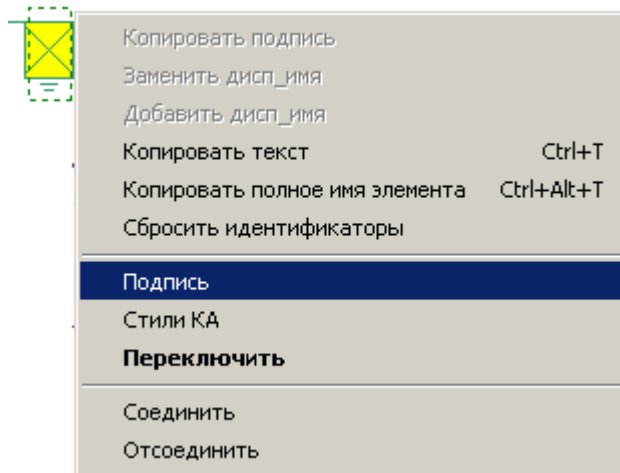 Копировать подпись
Заменить дисп_имя
Добавить дисп_имя
Копировать текст Ctrl+T
Копировать полное имя элемента Ctrl+Alt+T
Сбросить идентификаторы
Подпись
Стили КА
Переключить
Соединить
Отсоединить